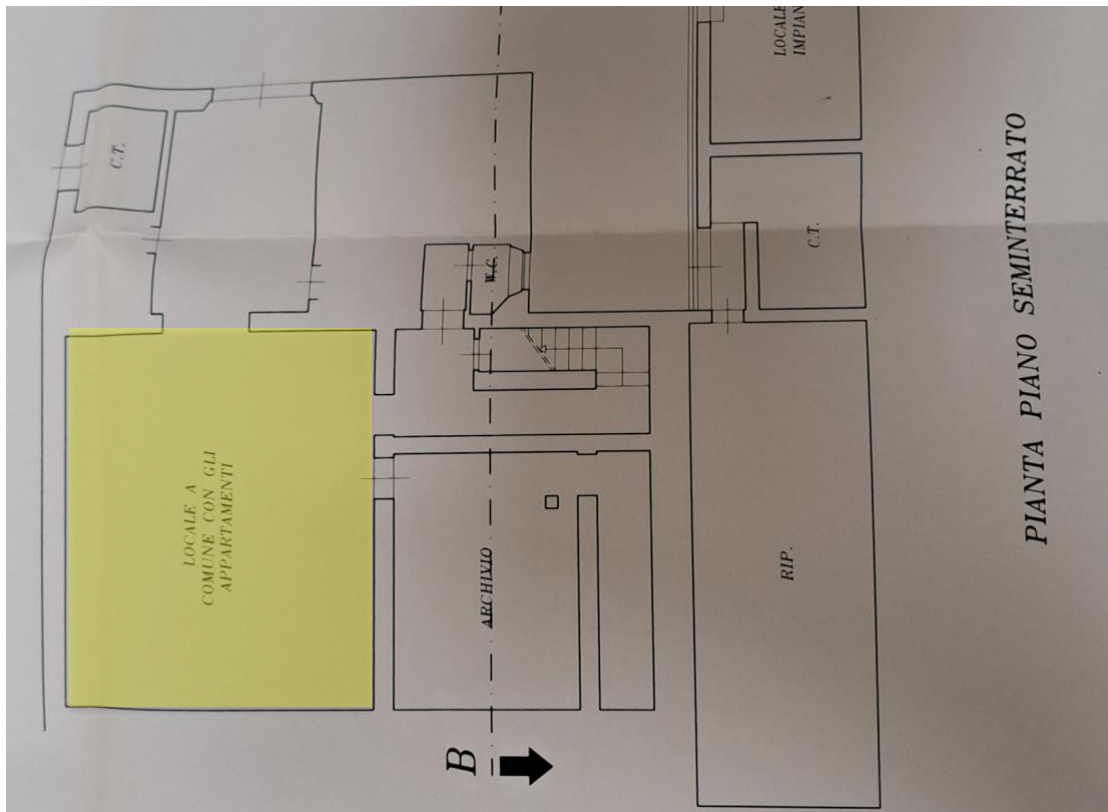 LOCALE
IMPIAN
C.T.
W.C.
C.T.
LOCALE A
COMUNE CON GLI
APPARTAMENTI
ARCHIVIO
RIP.
B
PIANTA PIANO SEMINTERRATO